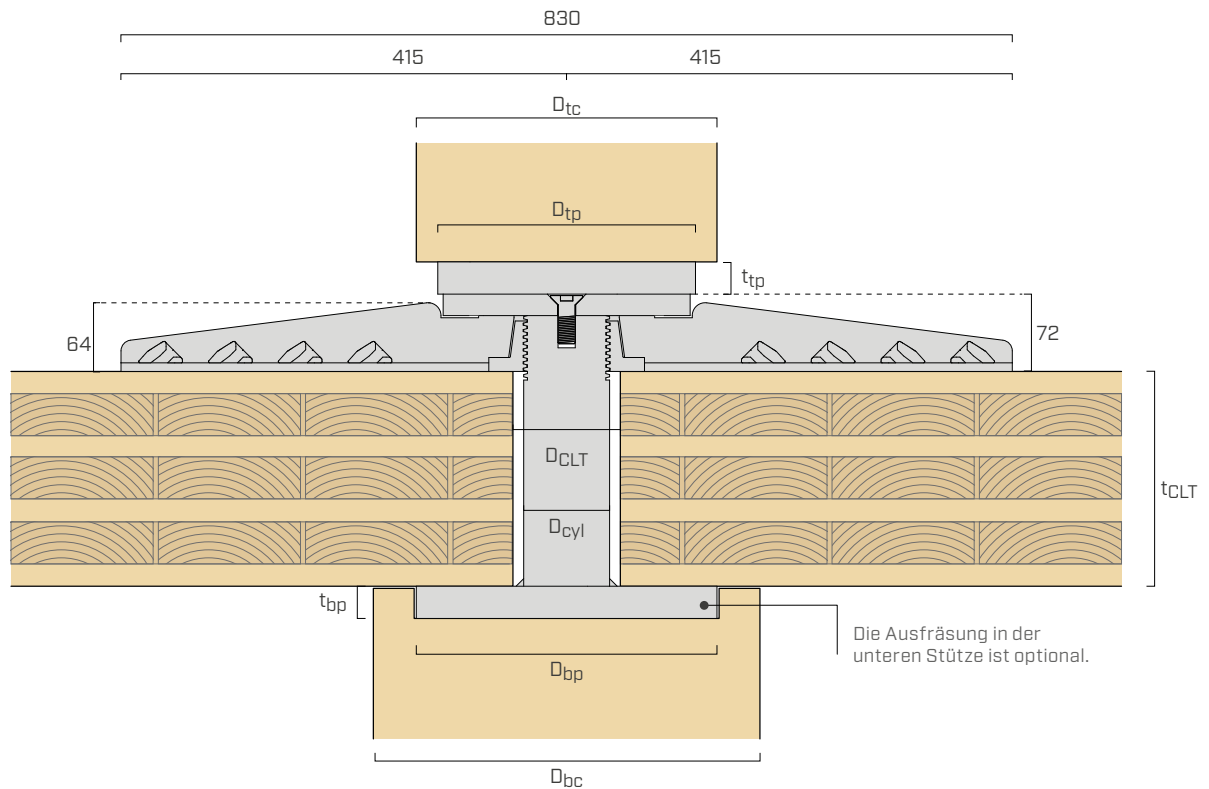 830
415 415
Dtc
Dtp
ttp
64
72
DCLT
tCLT
Dcyl
tbp
Die Ausfräsung in der
unteren Stütze ist optional.
Dbp
Dbc